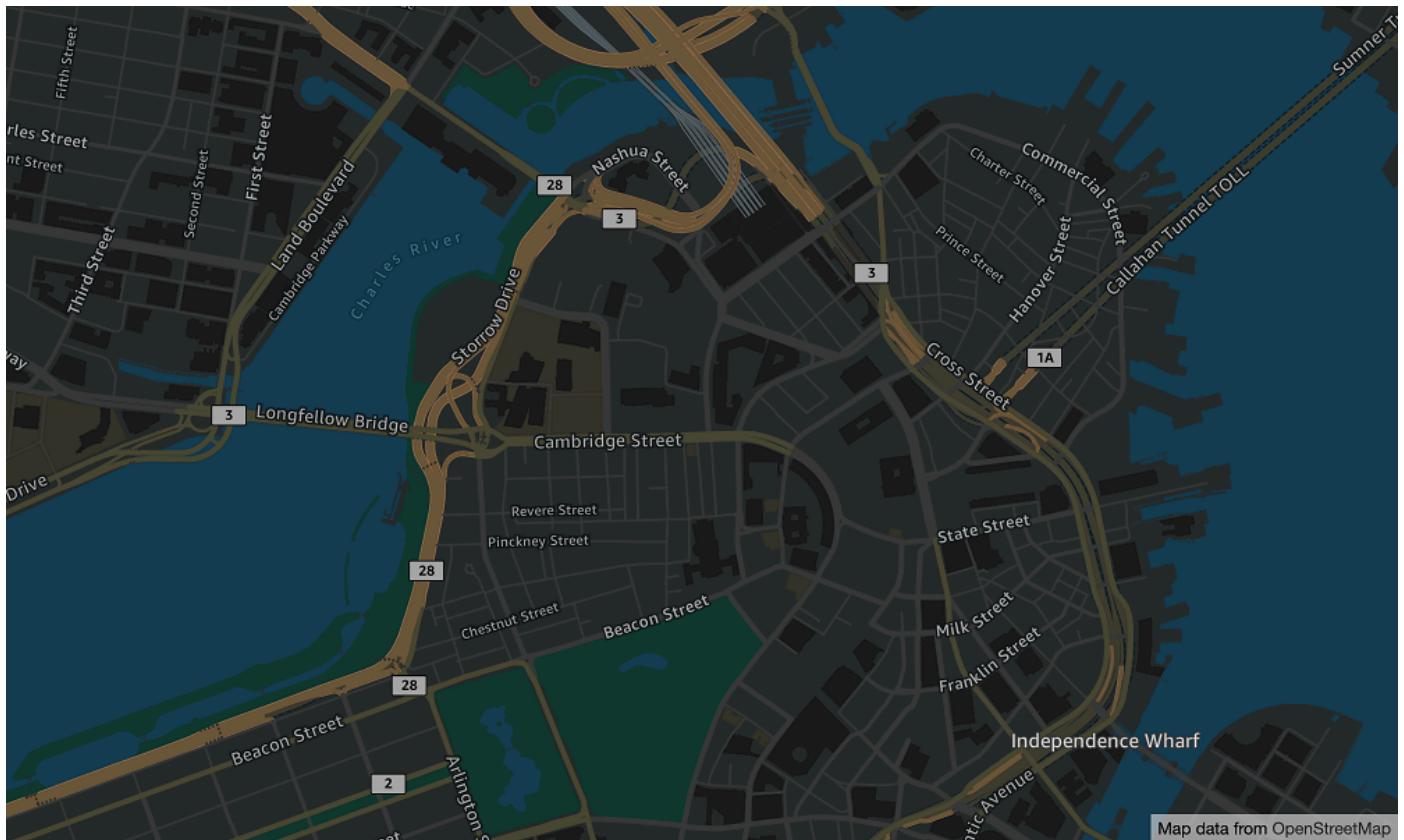 Fifth Street
rles Street
nt Street
First Street
Second Street
Third Street
Land Boulevard
Cambridge Parkway
Charles River
way
Drive
3
Longfellow Bridge
Storrow Drive
28
Nashua Street
3
3
Sumner T
Callahan Tunnel TOLL
Commercial Street
Charter Street
Prince Street
Hanover Street
1A
Cross Street
Cambridge Street
Revere Street
Pinckney Street
28
Chestnut Street
Beacon Street
State Street
Milk Street
Franklin Street
28
Beacon Street
2
Arlington S
Independence Wharf
ntic Avenue
Map data from OpenStreetMap